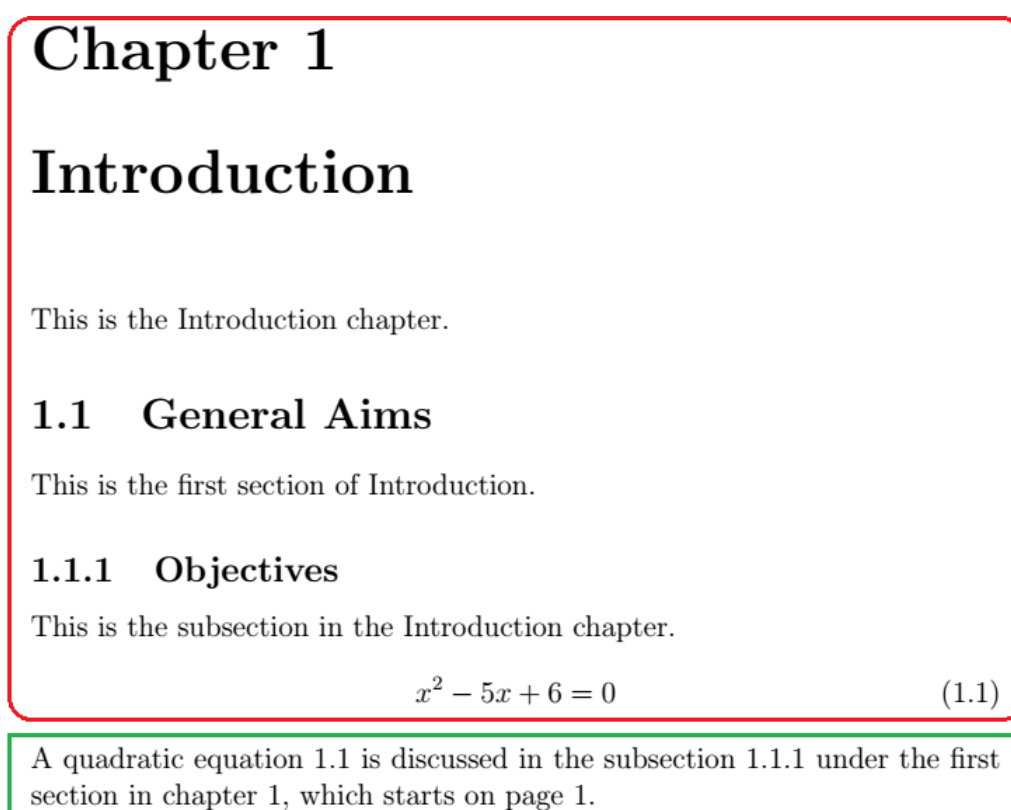 Chapter 1
Introduction
This is the Introduction chapter.
1.1 General Aims
This is the first section of Introduction.
1.1.1 Objectives
This is the subsection in the Introduction chapter.
x² − 5x + 6 = 0 (1.1)
A quadratic equation 1.1 is discussed in the subsection 1.1.1 under the first
section in chapter 1, which starts on page 1.